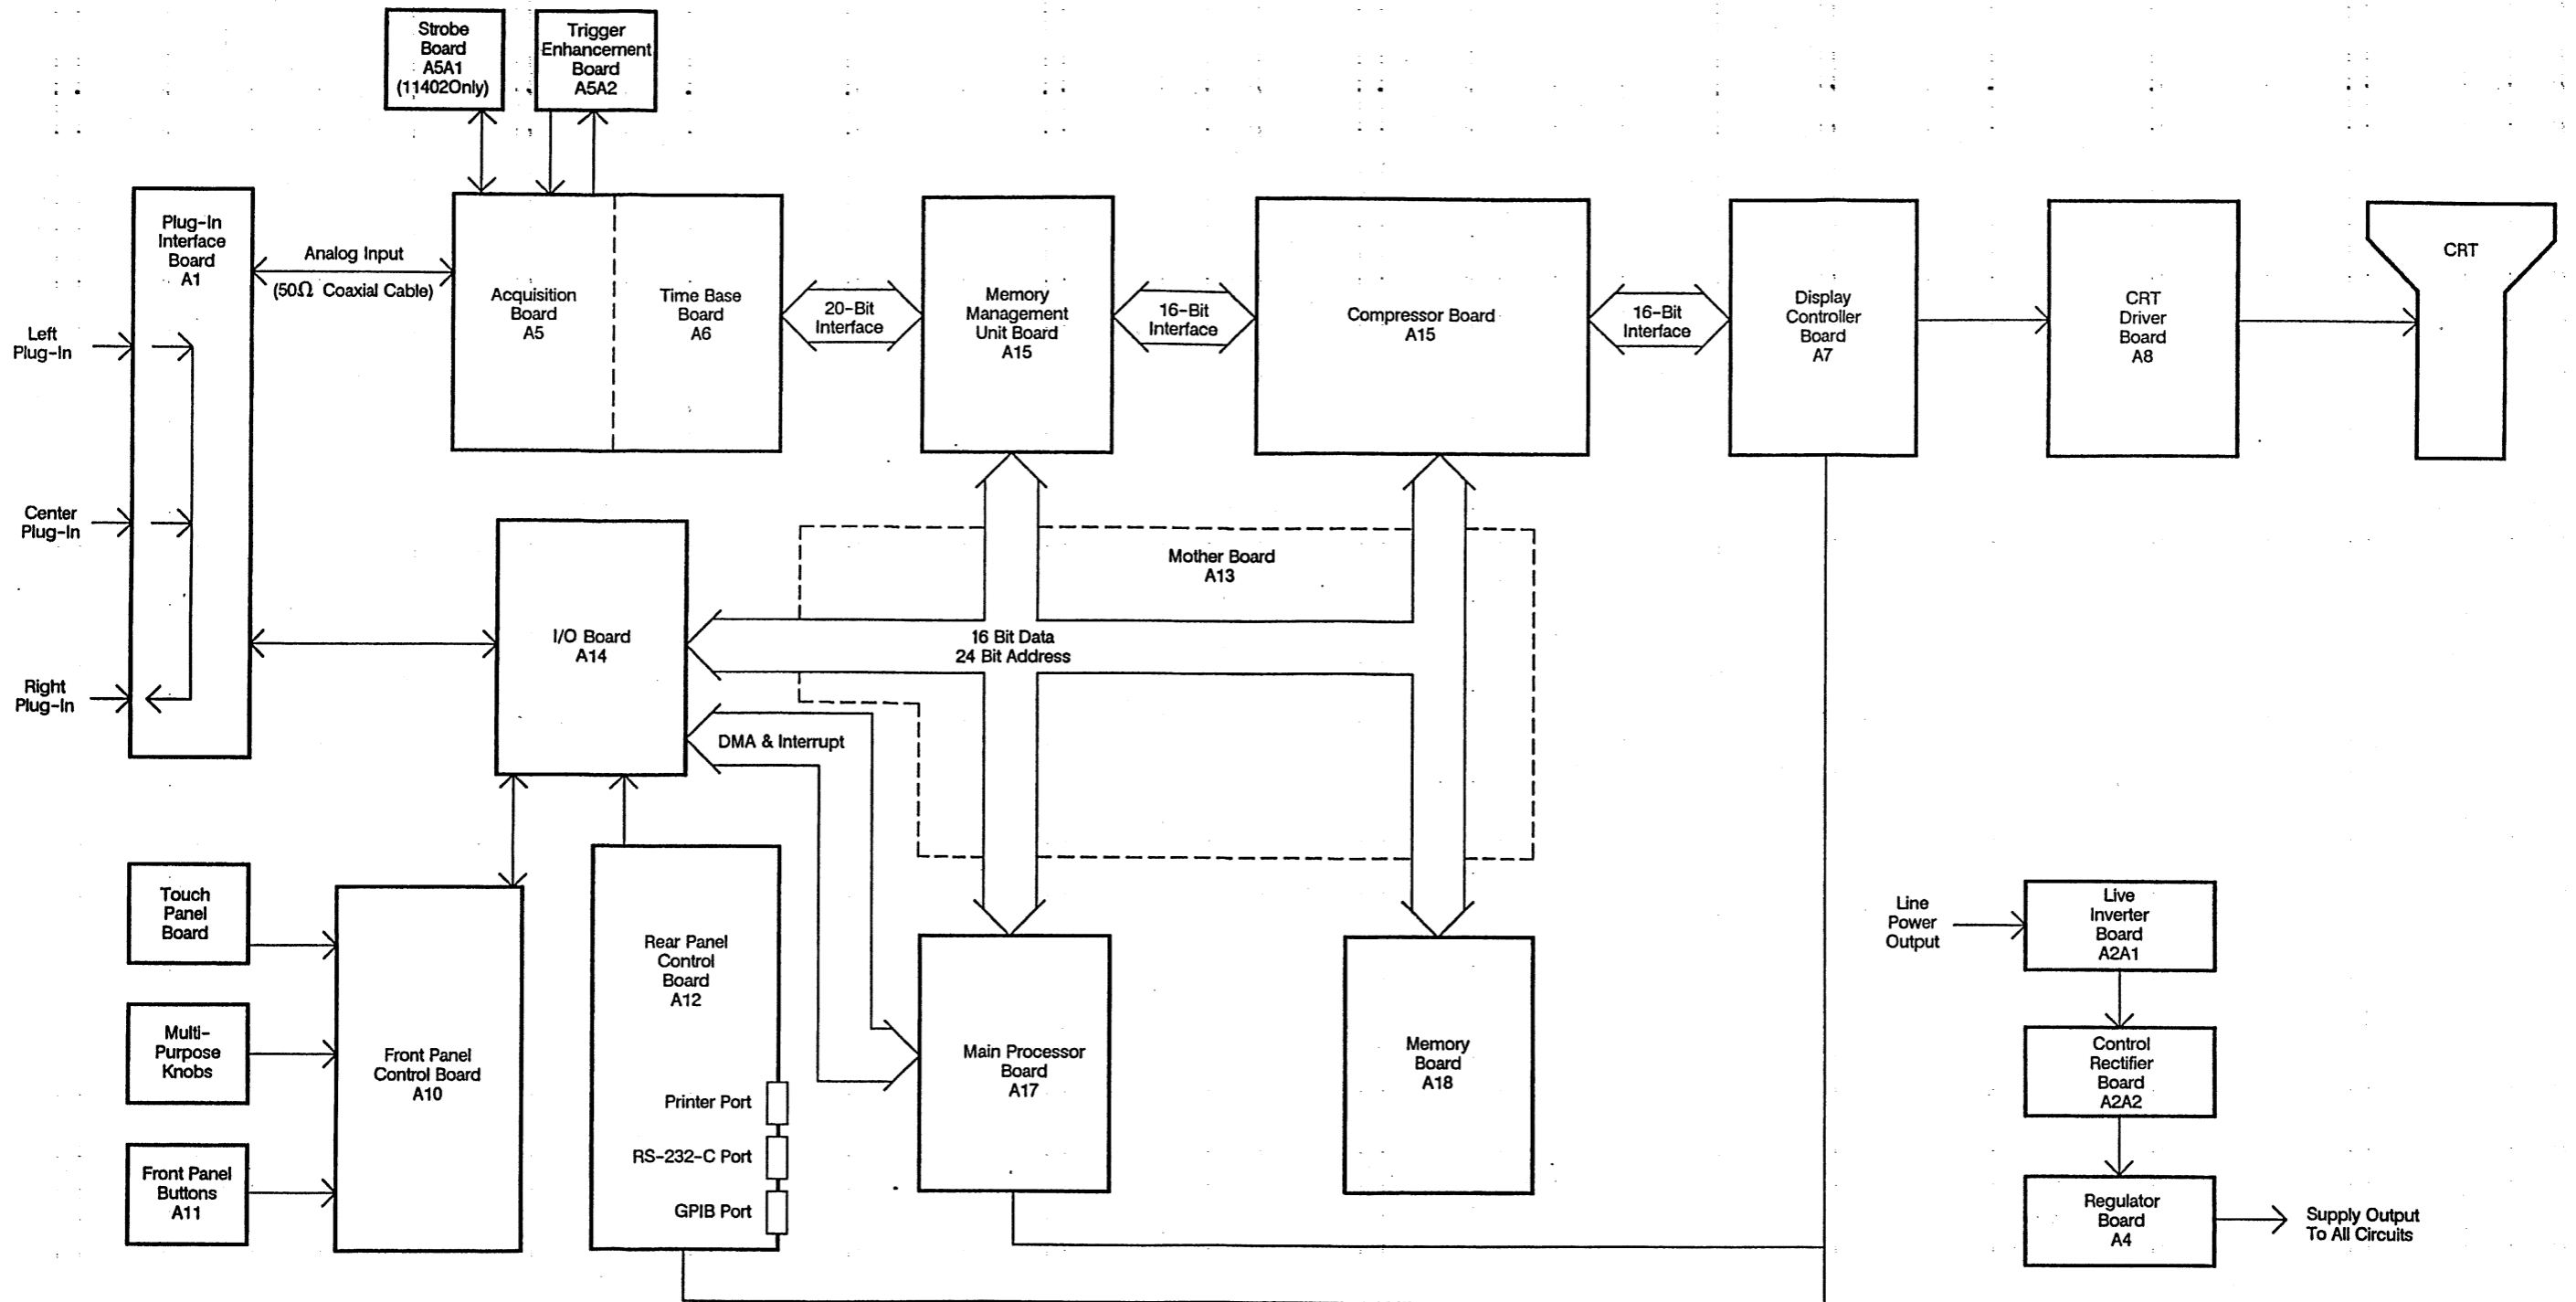 Strobe
Board
A5A1
(11402Only)
Trigger
Enhancement
Board
A5A2
Plug-In
Interface
Board
A1
Analog Input
(50Ω Coaxial Cable)
Left
Plug-In
Center
Plug-In
Right
Plug-In
Acquisition
Board
A5
Time Base
Board
A6
20-Bit
Interface
Memory
Management
Unit Board
A15
16-Bit
Interface
Compressor Board
A15
16-Bit
Interface
Display
Controller
Board
A7
CRT
Driver
Board
A8
CRT
Mother Board
A13
I/O Board
A14
16 Bit Data
24 Bit Address
DMA & Interrupt
Touch
Panel
Board
Multi-
Purpose
Knobs
Front Panel
Buttons
A11
Front Panel
Control Board
A10
Rear Panel
Control
Board
A12
Printer Port
RS-232-C Port
GPIB Port
Main Processor
Board
A17
Memory
Board
A18
Line
Power
Output
Live
Inverter
Board
A2A1
Control
Rectifier
Board
A2A2
Regulator
Board
A4
Supply Output
To All Circuits